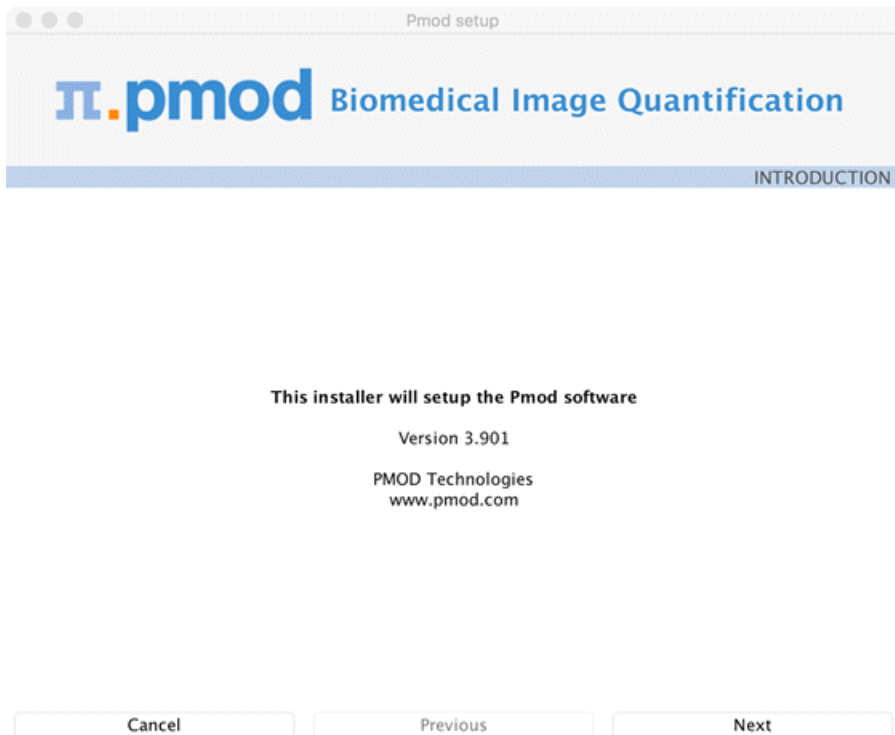 Pmod setup
π.pmod Biomedical Image Quantification
INTRODUCTION
This installer will setup the Pmod software
Version 3.901
PMOD Technologies
www.pmod.com
Cancel Previous Next